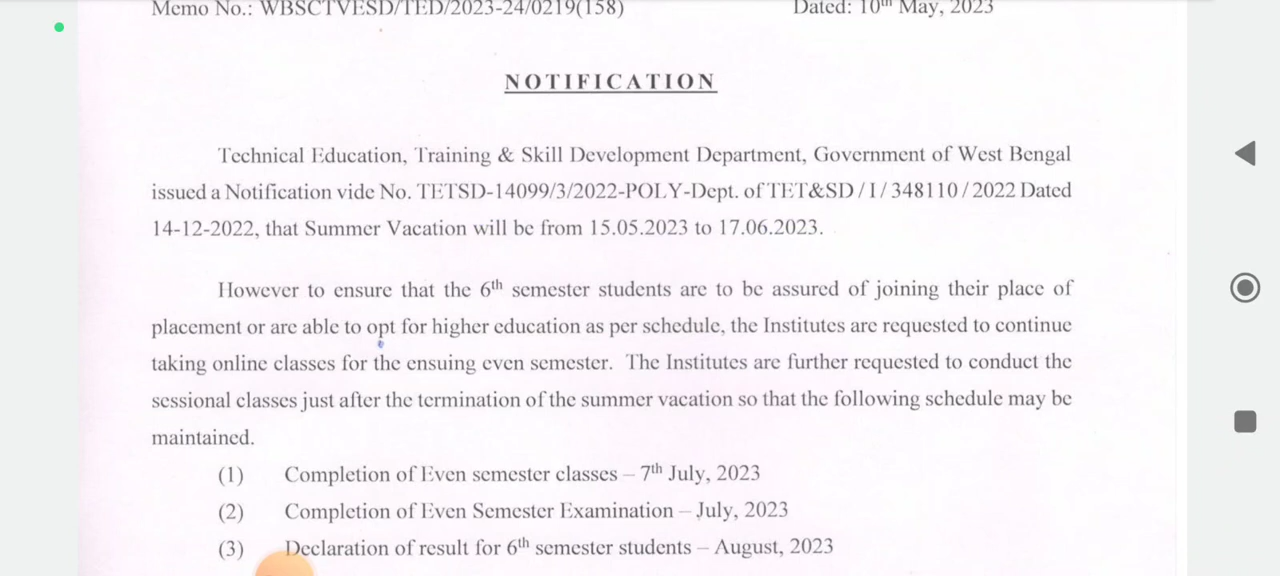 Memo No.: WBSCTVESD/TED/2023-24/0219(158) Dated: 10th May, 2023
NOTIFICATION
Technical Education, Training & Skill Development Department, Government of West Bengal
issued a Notification vide No. TETSD-14099/3/2022-POLY-Dept. of TET&SD / I / 348110 / 2022 Dated
14-12-2022, that Summer Vacation will be from 15.05.2023 to 17.06.2023.
However to ensure that the 6th semester students are to be assured of joining their place of
placement or are able to opt for higher education as per schedule, the Institutes are requested to continue
taking online classes for the ensuing even semester. The Institutes are further requested to conduct the
sessional classes just after the termination of the summer vacation so that the following schedule may be
maintained.
(1) Completion of Even semester classes – 7th July, 2023
(2) Completion of Even Semester Examination – July, 2023
(3) Declaration of result for 6th semester students – August, 2023